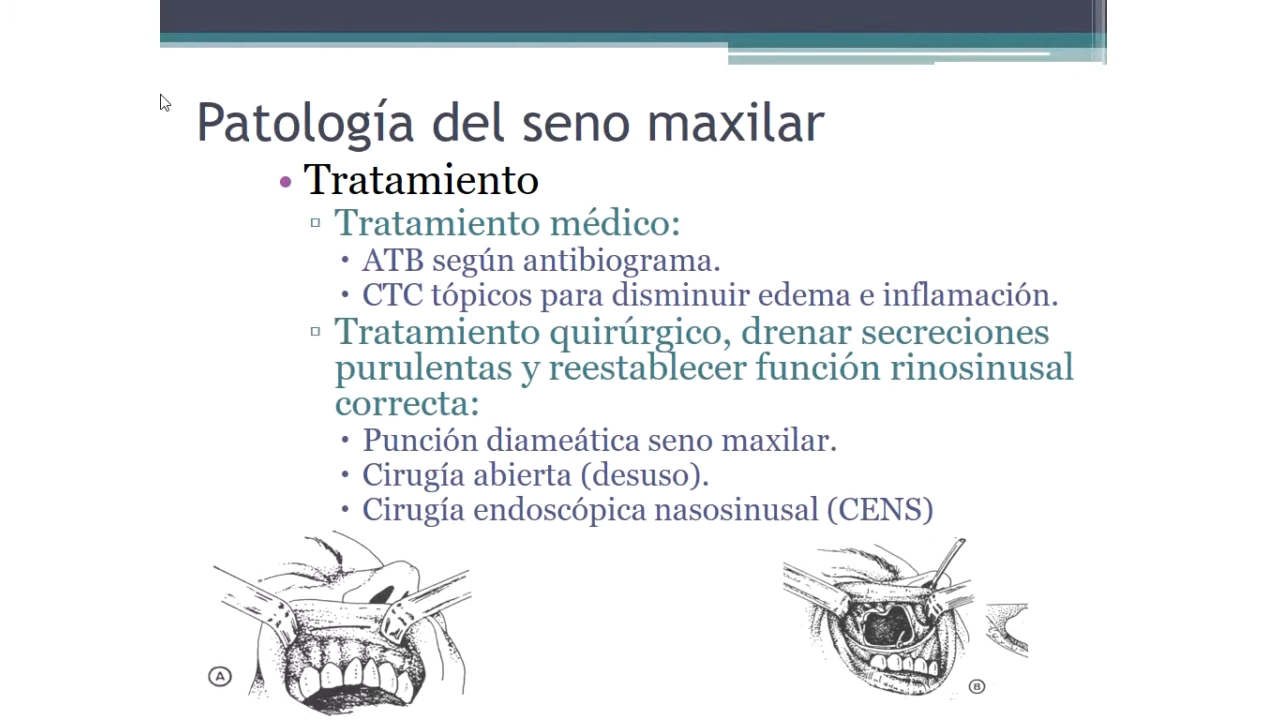 Patología del seno maxilar
• Tratamiento
▫ Tratamiento médico:
• ATB según antibiograma.
• CTC tópicos para disminuir edema e inflamación.
▫ Tratamiento quirúrgico, drenar secreciones
purulentas y reestablecer función rinosinusal
correcta:
• Punción diameática seno maxilar.
• Cirugía abierta (desuso).
• Cirugía endoscópica nasosinusal (CENS)
A
B